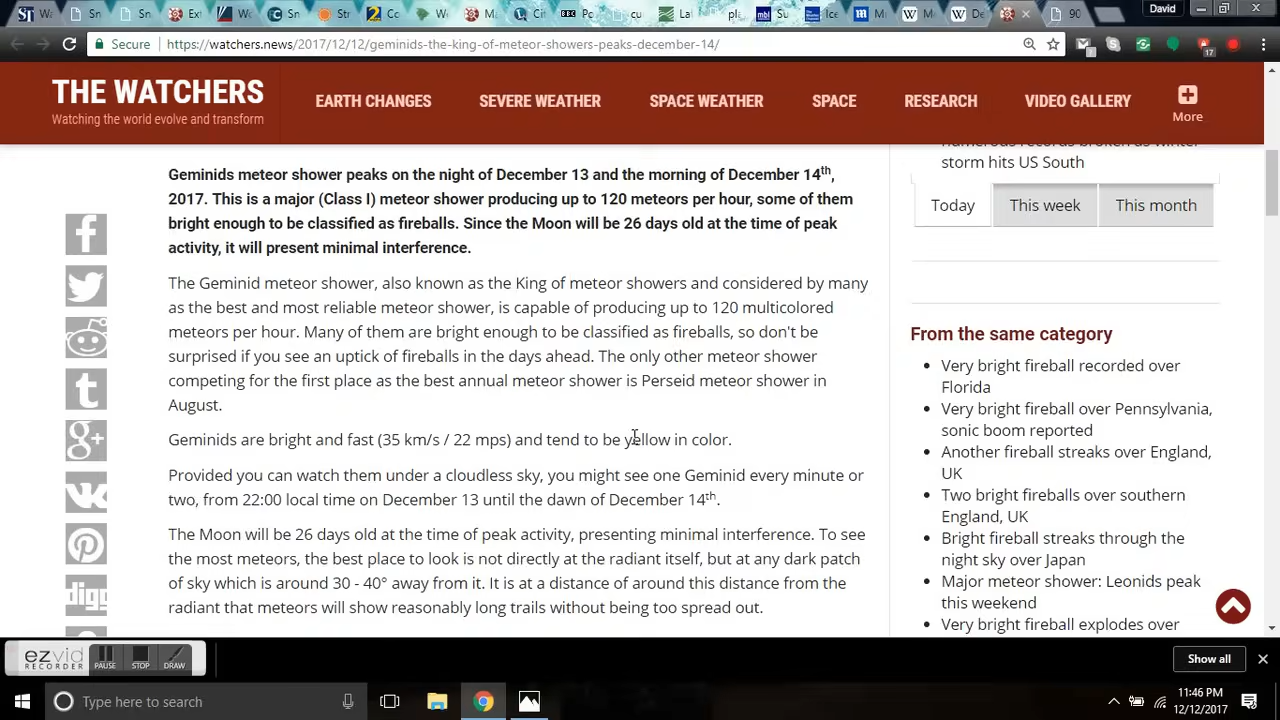 David
Secure https://watchers.news/2017/12/12/geminids-the-king-of-meteor-showers-peaks-december-14/
17
THE WATCHERS
Watching the world evolve and transform
EARTH CHANGES
SEVERE WEATHER
SPACE WEATHER
SPACE
RESEARCH
VIDEO GALLERY
More
Geminids meteor shower peaks on the night of December 13 and the morning of December 14th,
2017. This is a major (Class I) meteor shower producing up to 120 meteors per hour, some of them
bright enough to be classified as fireballs. Since the Moon will be 26 days old at the time of peak
activity, it will present minimal interference.
The Geminid meteor shower, also known as the King of meteor showers and considered by many
as the best and most reliable meteor shower, is capable of producing up to 120 multicolored
meteors per hour. Many of them are bright enough to be classified as fireballs, so don't be
surprised if you see an uptick of fireballs in the days ahead. The only other meteor shower
competing for the first place as the best annual meteor shower is Perseid meteor shower in
August.
Geminids are bright and fast (35 km/s / 22 mps) and tend to be yellow in color.
Provided you can watch them under a cloudless sky, you might see one Geminid every minute or
two, from 22:00 local time on December 13 until the dawn of December 14th.
The Moon will be 26 days old at the time of peak activity, presenting minimal interference. To see
the most meteors, the best place to look is not directly at the radiant itself, but at any dark patch
of sky which is around 30 - 40° away from it. It is at a distance of around this distance from the
radiant that meteors will show reasonably long trails without being too spread out.
numerous records broken as winter
storm hits US South
Today
This week
This month
From the same category
Very bright fireball recorded over
Florida
Very bright fireball over Pennsylvania,
sonic boom reported
Another fireball streaks over England,
UK
Two bright fireballs over southern
England, UK
Bright fireball streaks through the
night sky over Japan
Major meteor shower: Leonids peak
this weekend
Very bright fireball explodes over
digg
ezvid
RECORDER
PAUSE
STOP
DRAW
Show all
Type here to search
11:46 PM
12/12/2017